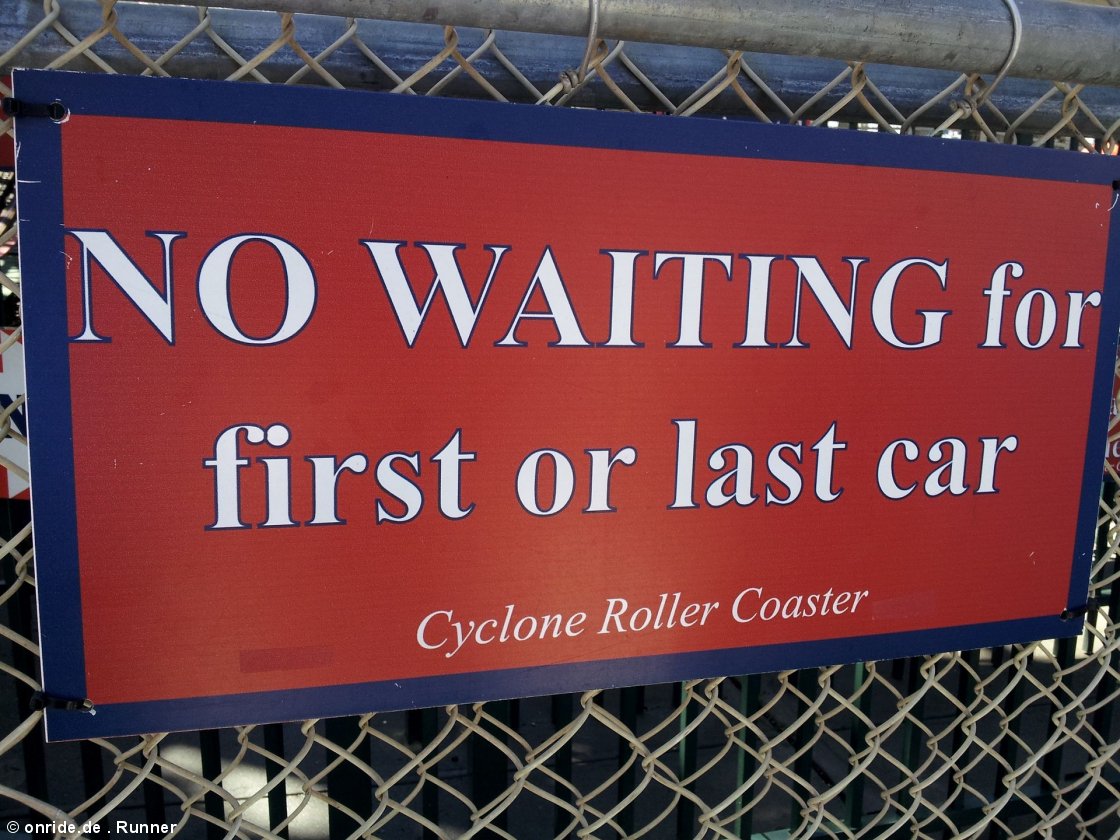 NO WAITING for
first or last car
Cyclone Roller Coaster
© onride.de . Runner